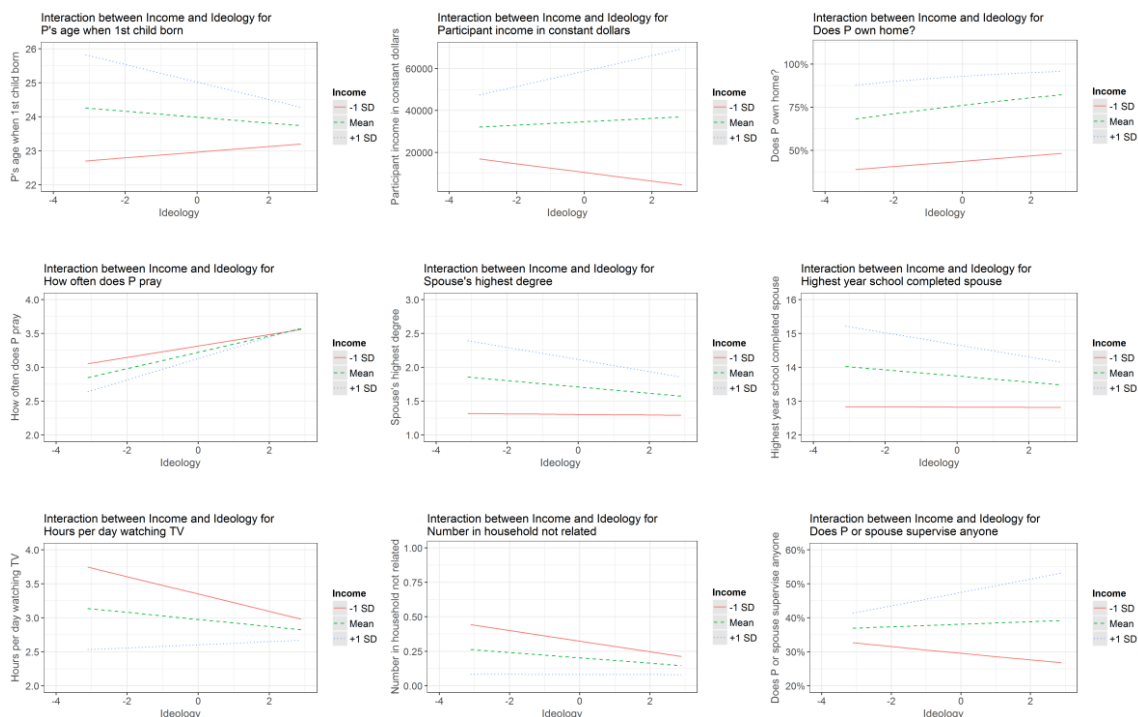 Interaction between Income and Ideology for
P's age when 1st child born
P's age when 1st child born
26
25
24
23
22
-4
-2
0
2
4
Ideology
Income
-1 SD
Mean
+1 SD
Interaction between Income and Ideology for
Participant income in constant dollars
Participant income in constant dollars
60000
40000
20000
-4
-2
0
2
4
Ideology
Income
-1 SD
Mean
+1 SD
Interaction between Income and Ideology for
Does P own home?
Does P own home?
100%
75%
50%
-4
-2
0
2
4
Ideology
Income
-1 SD
Mean
+1 SD
Interaction between Income and Ideology for
How often does P pray
How often does P pray
4.0
3.5
3.0
2.5
2.0
-4
-2
0
2
4
Ideology
Income
-1 SD
Mean
+1 SD
Interaction between Income and Ideology for
Spouse's highest degree
Spouse's highest degree
3.0
2.5
2.0
1.5
1.0
-4
-2
0
2
4
Ideology
Income
-1 SD
Mean
+1 SD
Interaction between Income and Ideology for
Highest year school completed spouse
Highest year school completed spouse
16
15
14
13
12
-4
-2
0
2
4
Ideology
Income
-1 SD
Mean
+1 SD
Interaction between Income and Ideology for
Hours per day watching TV
Hours per day watching TV
4.0
3.5
3.0
2.5
2.0
-4
-2
0
2
4
Ideology
Income
-1 SD
Mean
+1 SD
Interaction between Income and Ideology for
Number in household not related
Number in household not related
1.00
0.75
0.50
0.25
0.00
-4
-2
0
2
4
Ideology
Income
-1 SD
Mean
+1 SD
Interaction between Income and Ideology for
Does P or spouse supervise anyone
Does P or spouse supervise anyone
60%
50%
40%
30%
20%
-4
-2
0
2
4
Ideology
Income
-1 SD
Mean
+1 SD